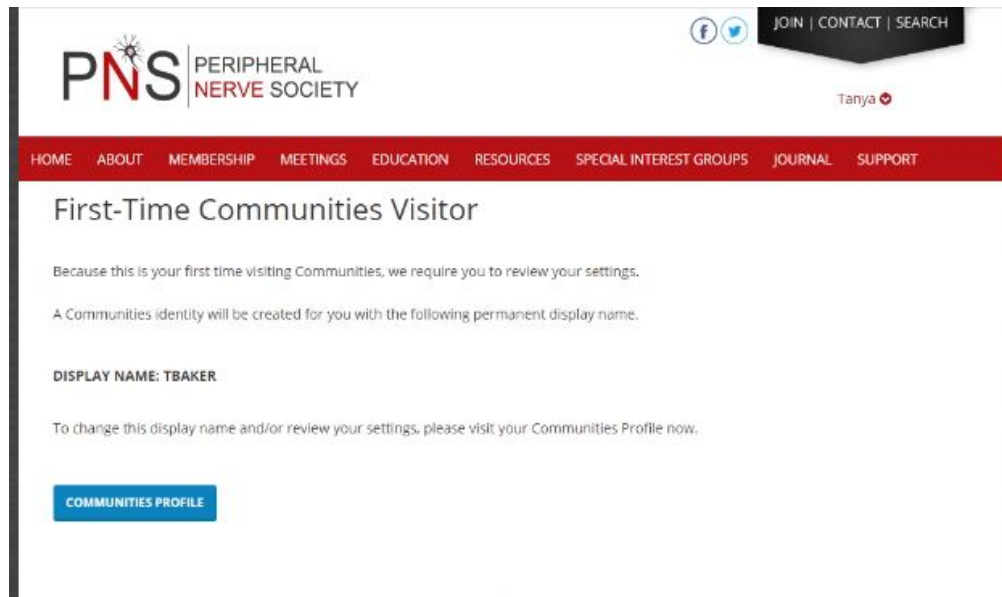 JOIN | CONTACT | SEARCH
PNS PERIPHERAL
NERVE SOCIETY
Tanya
HOME ABOUT MEMBERSHIP MEETINGS EDUCATION RESOURCES SPECIAL INTEREST GROUPS JOURNAL SUPPORT
First-Time Communities Visitor
Because this is your first time visiting Communities, we require you to review your settings.
A Communities identity will be created for you with the following permanent display name.
DISPLAY NAME: TBAKER
To change this display name and/or review your settings, please visit your Communities Profile now.
COMMUNITIES PROFILE